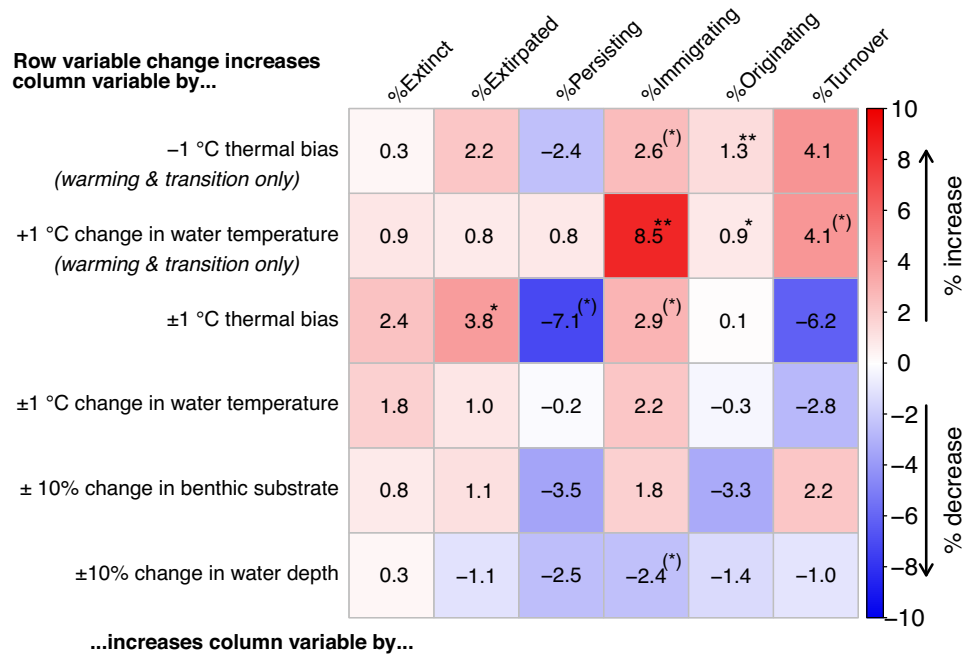 %Extinct %Extirpated %Persisting %Immigrating %Originating %Turnover
Row variable change increases
column variable by...
−1 °C thermal bias 0.3 2.2 −2.4 2.6(*) 1.3** 4.1
(warming & transition only)
+1 °C change in water temperature 0.9 0.8 0.8 8.5** 0.9* 4.1(*)
(warming & transition only)
±1 °C thermal bias 2.4 3.8* −7.1(*) 2.9(*) 0.1 −6.2
±1 °C change in water temperature 1.8 1.0 −0.2 2.2 −0.3 −2.8
± 10% change in benthic substrate 0.8 1.1 −3.5 1.8 −3.3 2.2
±10% change in water depth 0.3 −1.1 −2.5 −2.4(*) −1.4 −1.0
...increases column variable by...
10
8
6
4
2
0
−2
−4
−6
−8
−10
% increase
% decrease